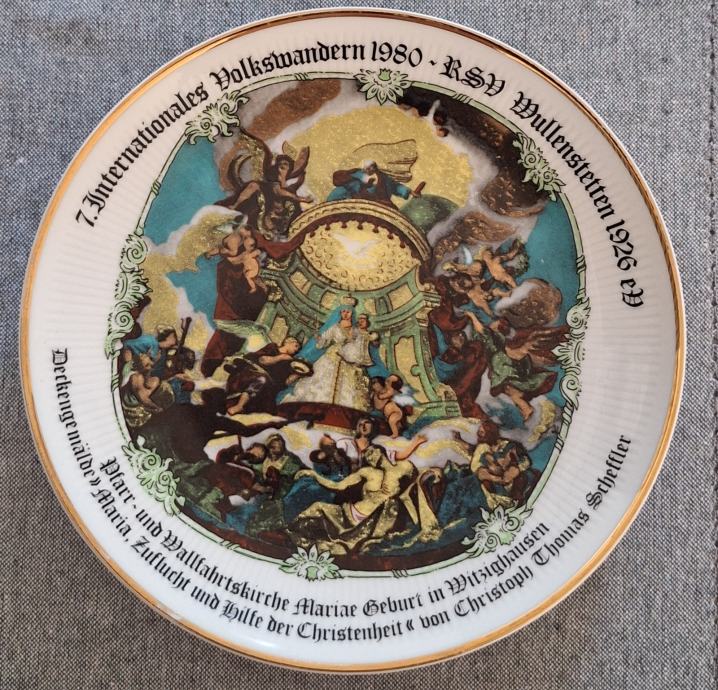 7. Internationales Volkswandern 1980 - RSV Wullenstetten 1926 eV
Pfarr- und Wallfahrtskirche Mariae Geburt in Witzighausen
Deckengemälde » Maria, Zuflucht und Hilfe der Christenheit « von Christoph Thomas Scheffler